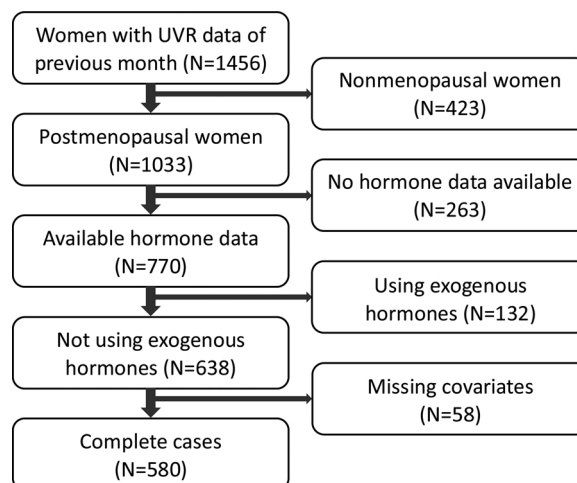 Women with UVR data of
previous month (N=1456)
Nonmenopausal women
(N=423)
Postmenopausal women
(N=1033)
No hormone data available
(N=263)
Available hormone data
(N=770)
Using exogenous
hormones (N=132)
Not using exogenous
hormones (N=638)
Missing covariates
(N=58)
Complete cases
(N=580)